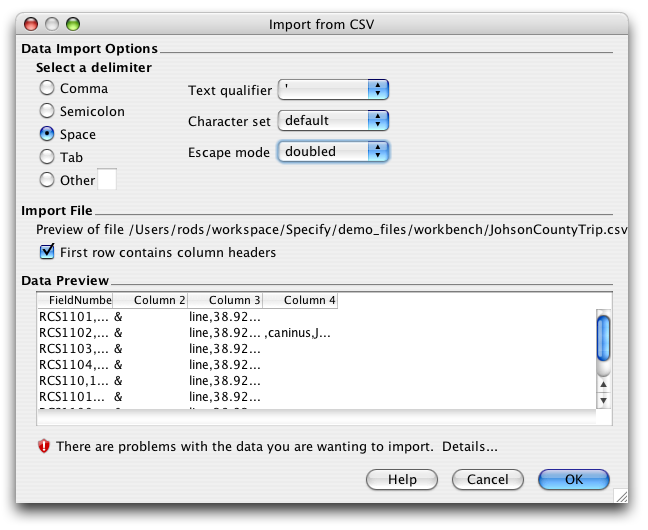 Import from CSV
Data Import Options
Select a delimiter
Comma
Semicolon
Space
Tab
Other
Text qualifier '
Character set default
Escape mode doubled
Import File
Preview of file /Users/rods/workspace/Specify/demo_files/workbench/JohsonCountyTrip.csv
First row contains column headers
Data Preview
FieldNumbe Column 2 Column 3 Column 4
RCS1101,... & line,38.92...
RCS1102,... & line,38.92... ,caninus,J...
RCS1103,... & line,38.92...
RCS1104,... & line,38.92...
RCS110,1... & line,38.92...
RCS1101... & line,38.92...
There are problems with the data you are wanting to import. Details...
Help Cancel OK